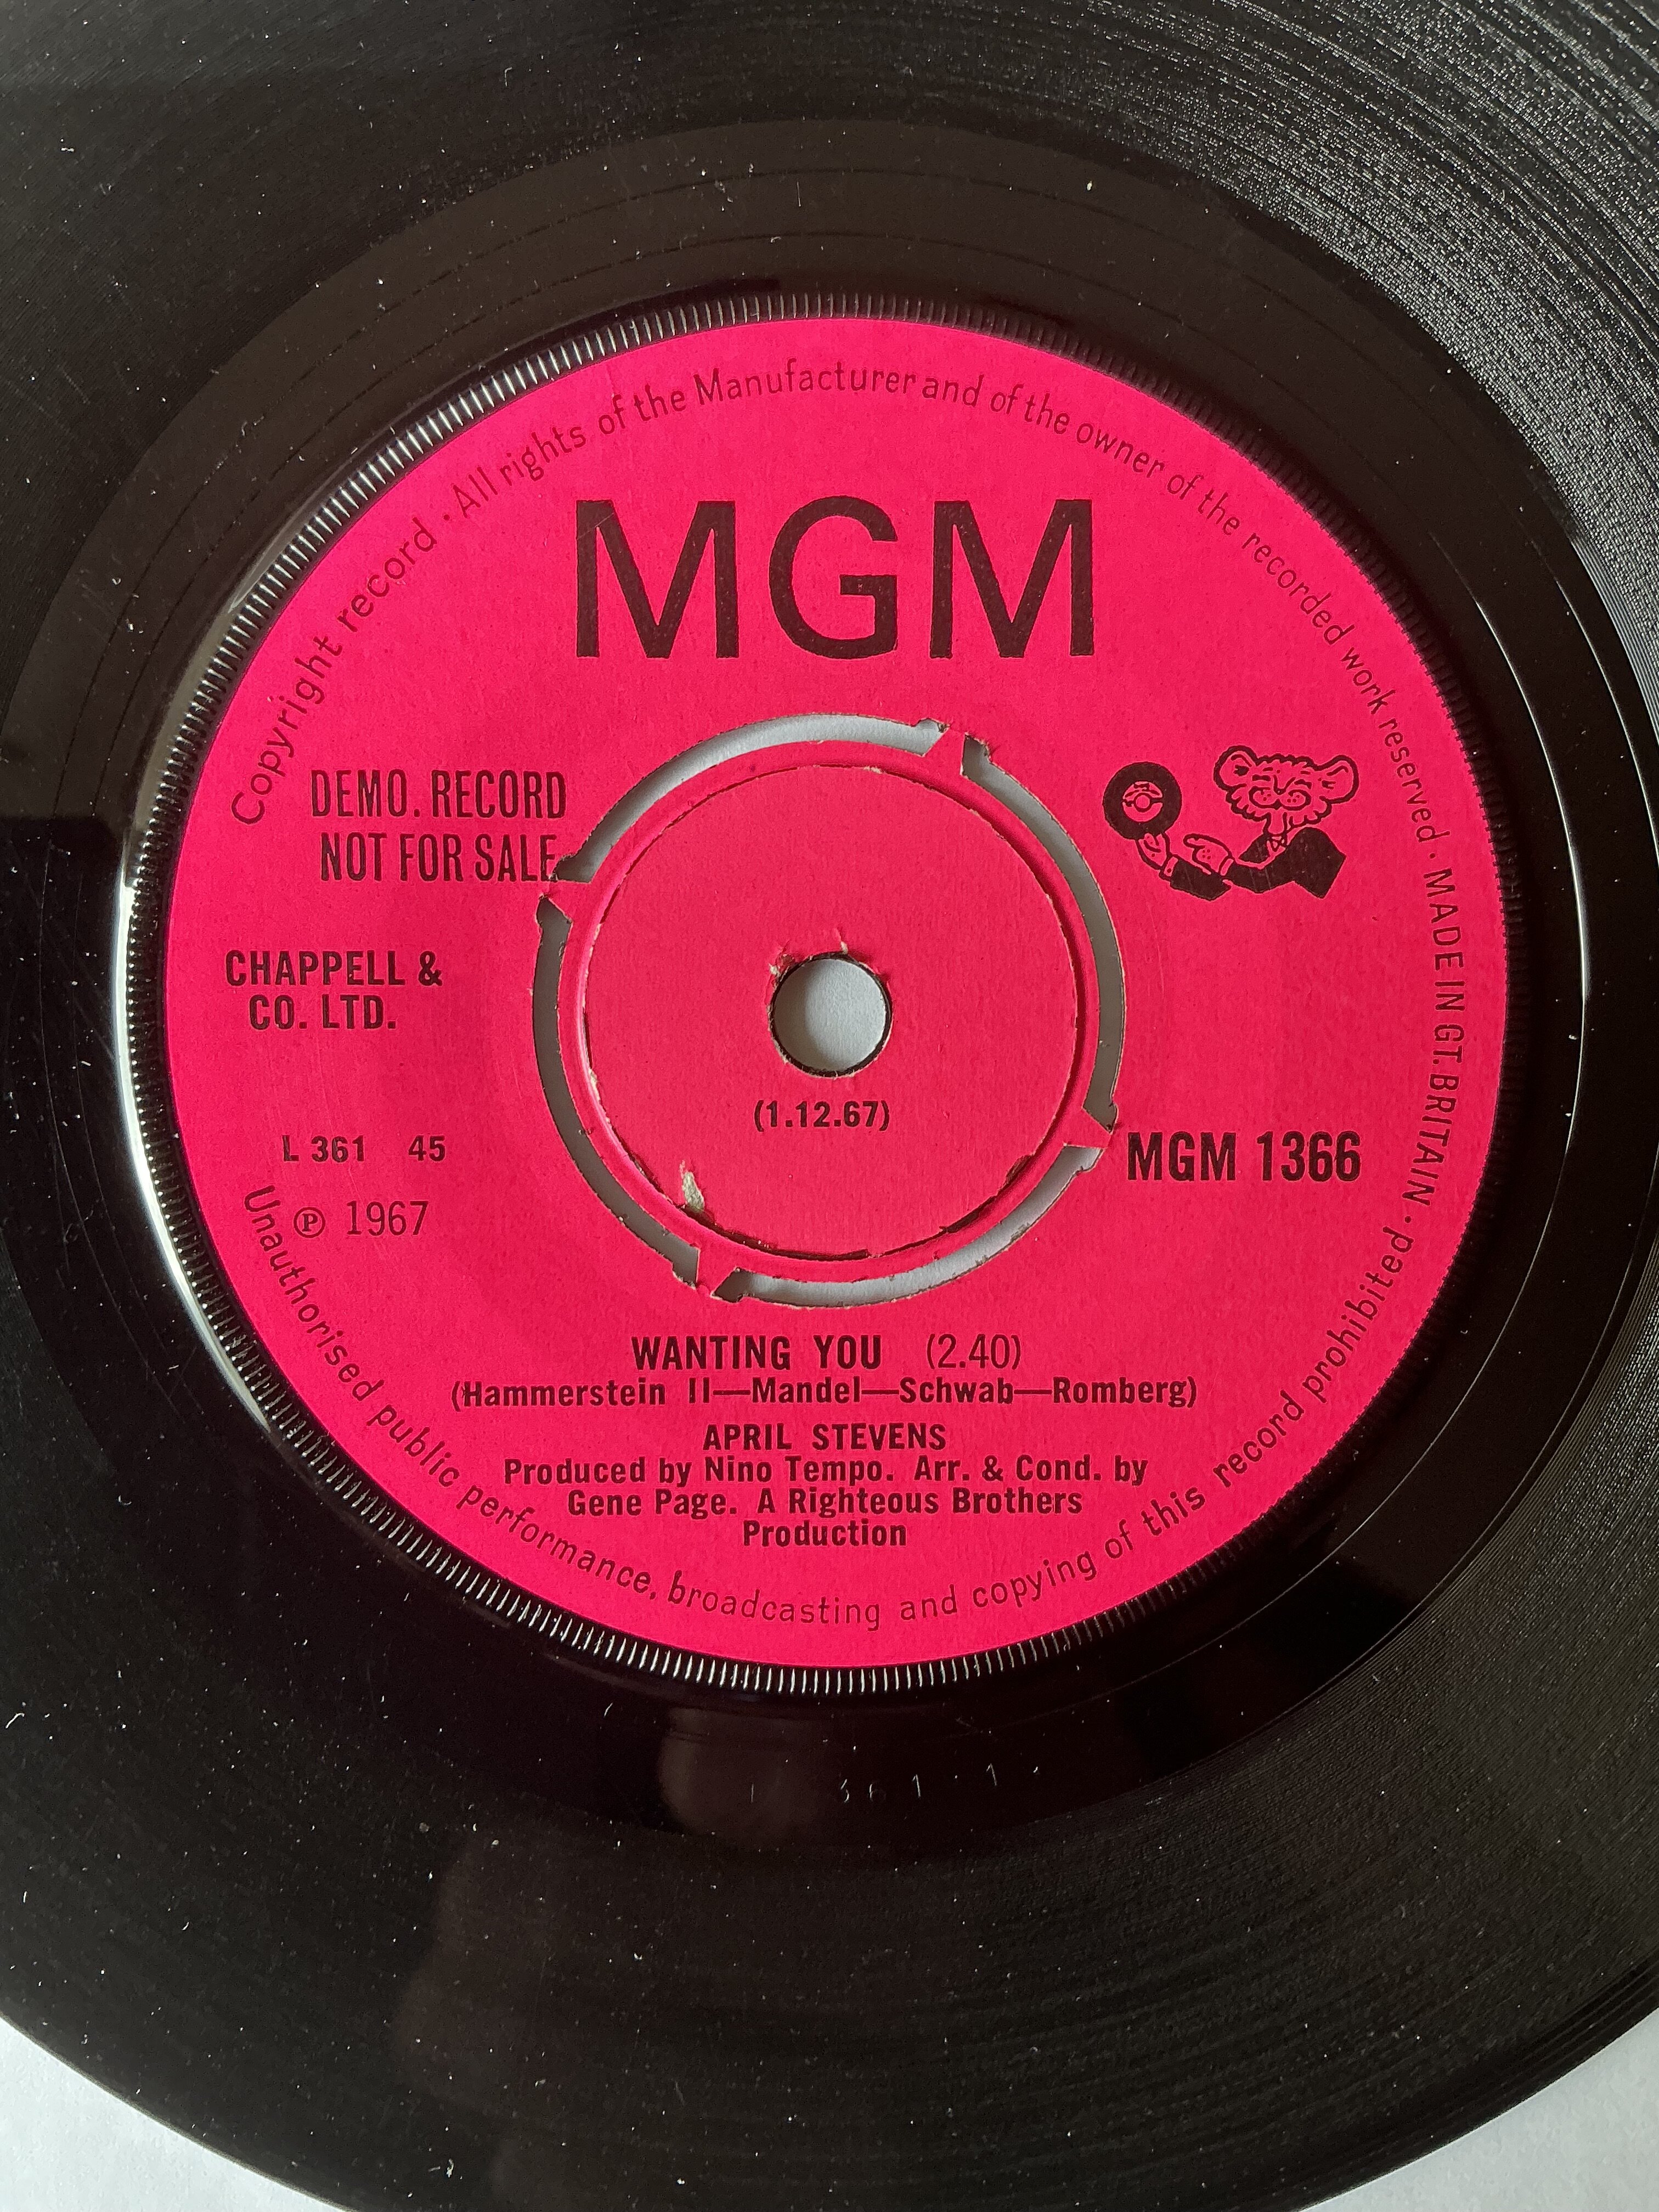 Copyright record · All rights of the Manufacturer and of the owner of the recorded work reserved · MADE IN GT. BRITAIN ·
MGM
DEMO. RECORD
NOT FOR SALE
CHAPPELL &
CO. LTD.
(1.12.67)
L 361 45
MGM 1366
℗ 1967
WANTING YOU (2.40)
(Hammerstein II—Mandel—Schwab—Romberg)
APRIL STEVENS
Produced by Nino Tempo. Arr. & Cond. by
Gene Page. A Righteous Brothers
Production
Unauthorised public performance, broadcasting and copying of this record prohibited ·
361